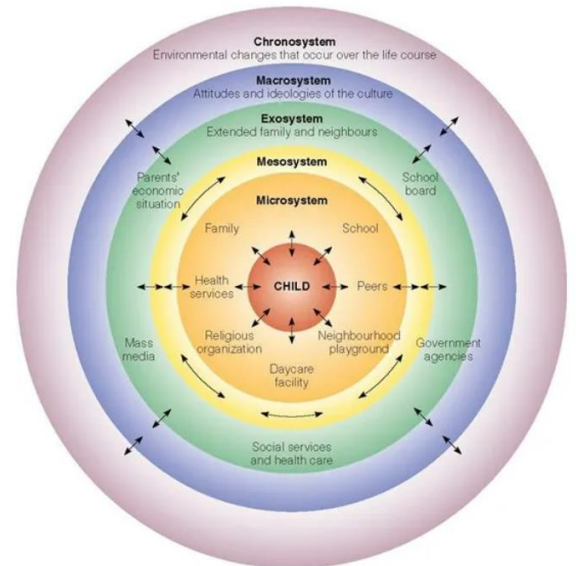 Chronosystem
Environmental changes that occur over the life course
Macrosystem
Attitudes and ideologies of the culture
Exosystem
Extended family and neighbours
Mesosystem
Parents'
economic
situation
School
board
Microsystem
Family
School
Health
services
CHILD
Peers
Mass
media
Religious
organization
Neighbourhood
playground
Government
agencies
Daycare
facility
Social services
and health care